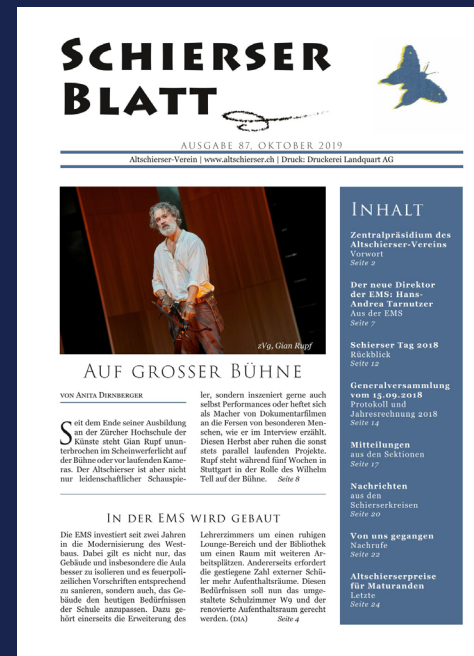 SCHIERSER
BLATT
AUSGABE 87, OKTOBER 2019
Altschierser-Verein | www.altschierser.ch | Druck: Druckerei Landquart AG
zVg, Gian Rupf
AUF GROSSER BÜHNE
VON ANITA DIRNBERGER
Seit dem Ende seiner Ausbildung
an der Zürcher Hochschule der
Künste steht Gian Rupf unun-
terbrochen im Scheinwerferlicht auf
der Bühne oder vor laufenden Kame-
ras. Der Altschierser ist aber nicht
nur leidenschaftlicher Schauspie-
ler, sondern inszeniert gerne auch
selbst Performances oder heftet sich
als Macher von Dokumentarfilmen
an die Fersen von besonderen Men-
schen, wie er im Interview erzählt.
Diesen Herbst aber ruhen die sonst
stets parallel laufenden Projekte.
Rupf steht während fünf Wochen in
Stuttgart in der Rolle des Wilhelm
Tell auf der Bühne. Seite 8
IN DER EMS WIRD GEBAUT
Die EMS investiert seit zwei Jahren
in die Modernisierung des West-
baus. Dabei gilt es nicht nur, das
Gebäude und insbesondere die Aula
besser zu isolieren und es feuerpoli-
zeilichen Vorschriften entsprechend
zu sanieren, sondern auch, das Ge-
bäude den heutigen Bedürfnissen
der Schule anzupassen. Dazu ge-
hört einerseits die Erweiterung des
Lehrerzimmers um einen ruhigen
Lounge-Bereich und der Bibliothek
um einen Raum mit weiteren Ar-
beitsplätzen. Andererseits erfordert
die gestiegene Zahl externer Schü-
ler mehr Aufenthaltsräume. Diesen
Bedürfnissen soll nun das umge-
staltete Schulzimmer W9 und der
renovierte Aufenthaltsraum gerecht
werden. (DIA) Seite 4
INHALT
Zentralpräsidium des
Altschierser-Vereins
Vorwort
Seite 2
Der neue Direktor
der EMS: Hans-
Andrea Tarnutzer
Aus der EMS
Seite 7
Schierser Tag 2018
Rückblick
Seite 12
Generalversammlung
vom 15.09.2018
Protokoll und
Jahresrechnung 2018
Seite 14
Mitteilungen
aus den Sektionen
Seite 17
Nachrichten
aus den
Schierserkreisen
Seite 20
Von uns gegangen
Nachrufe
Seite 22
Altschierserpreise
für Maturanden
Letzte
Seite 24